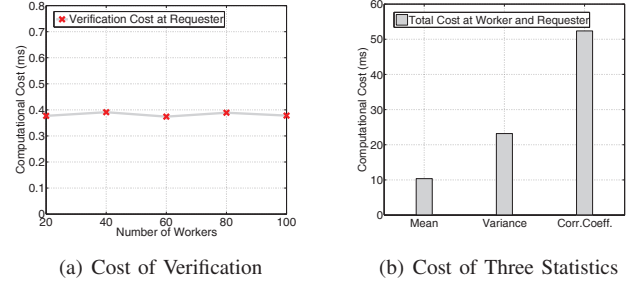 Verification Cost at Requester
Computational Cost (ms)
0.8
0.7
0.6
0.5
0.4
0.3
0.2
0.1
0
20
40
60
80
100
Number of Workers
(a) Cost of Verification
Total Cost at Worker and Requester
Computational Cost (ms)
60
50
40
30
20
10
0
Mean
Variance
Corr.Coeff.
(b) Cost of Three Statistics